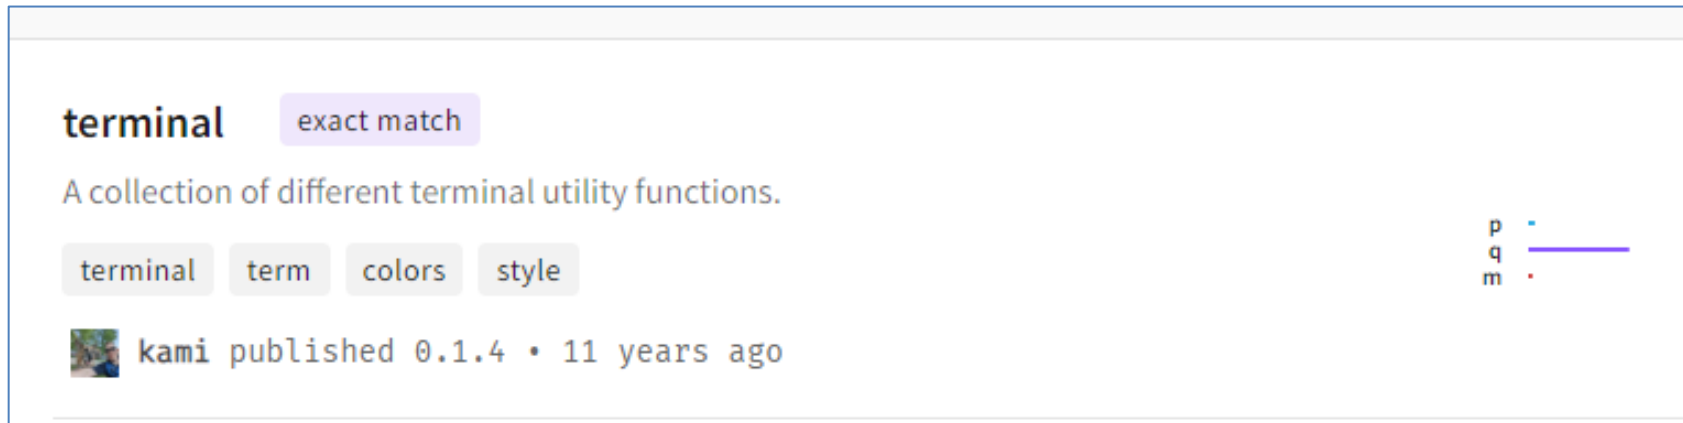 terminal exact match
A collection of different terminal utility functions.
terminal term colors style
p
q
m
kami published 0.1.4 • 11 years ago